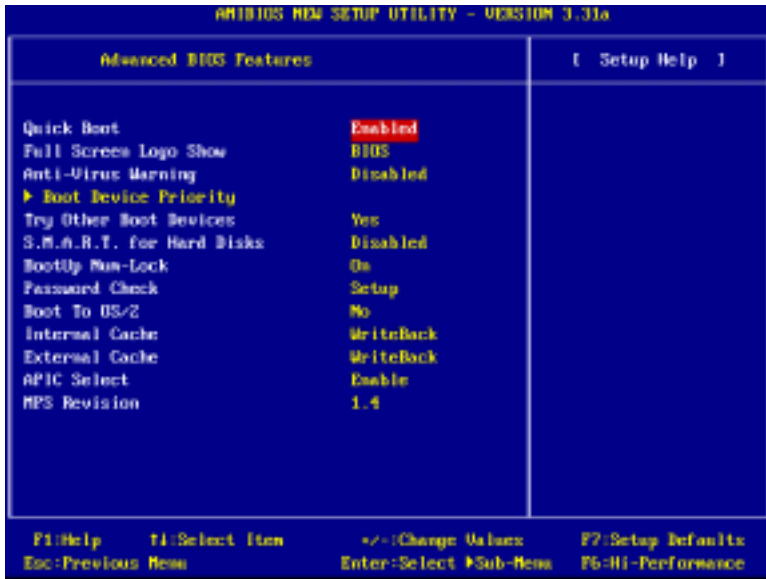 AMIBIOS NEW SETUP UTILITY - VERSION 3.31a
Advanced BIOS Features
[ Setup Help ]
Quick Boot Enabled
Full Screen Logo Show BIOS
Anti-Virus Warning Disabled
▶ Boot Device Priority
Try Other Boot Devices Yes
S.M.A.R.T. for Hard Disks Disabled
BootUp Num-Lock On
Password Check Setup
Boot To OS/2 No
Internal Cache WriteBack
External Cache WriteBack
APIC Select Enable
MPS Revision 1.4
F1:Help ↑↓:Select Item +/-:Change Values F7:Setup Defaults
Esc:Previous Menu Enter:Select ▶Sub-Menu F6:Hi-Performance